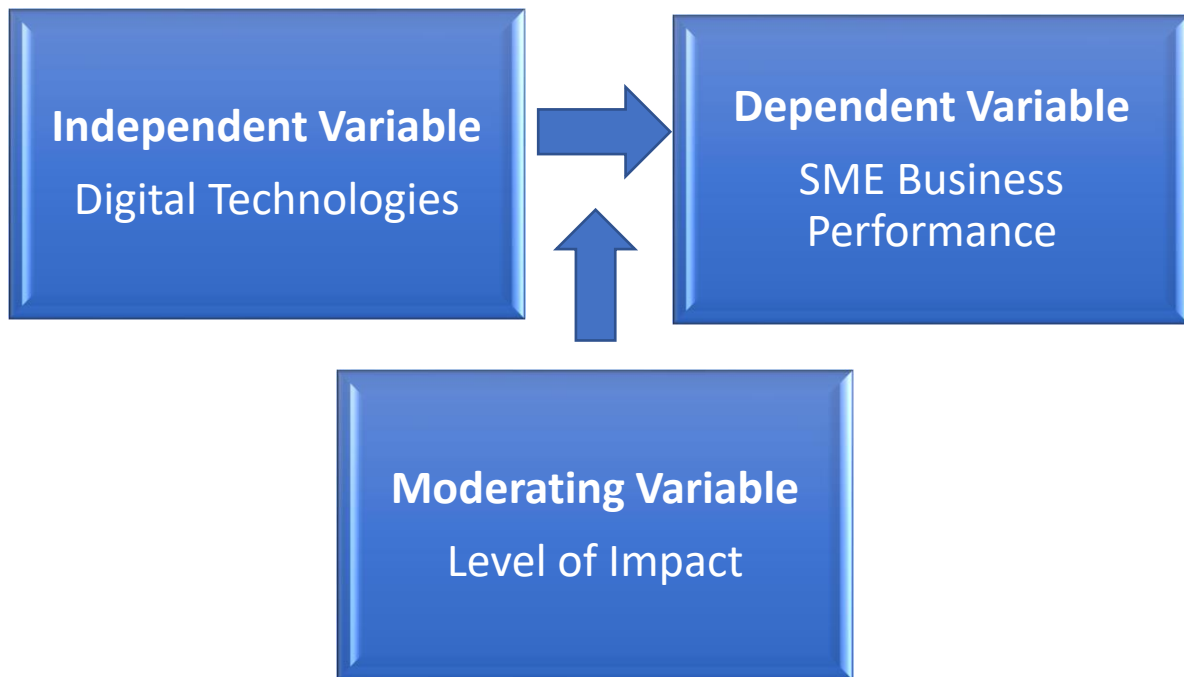 Independent Variable
Digital Technologies
Dependent Variable
SME Business
Performance
Moderating Variable
Level of Impact